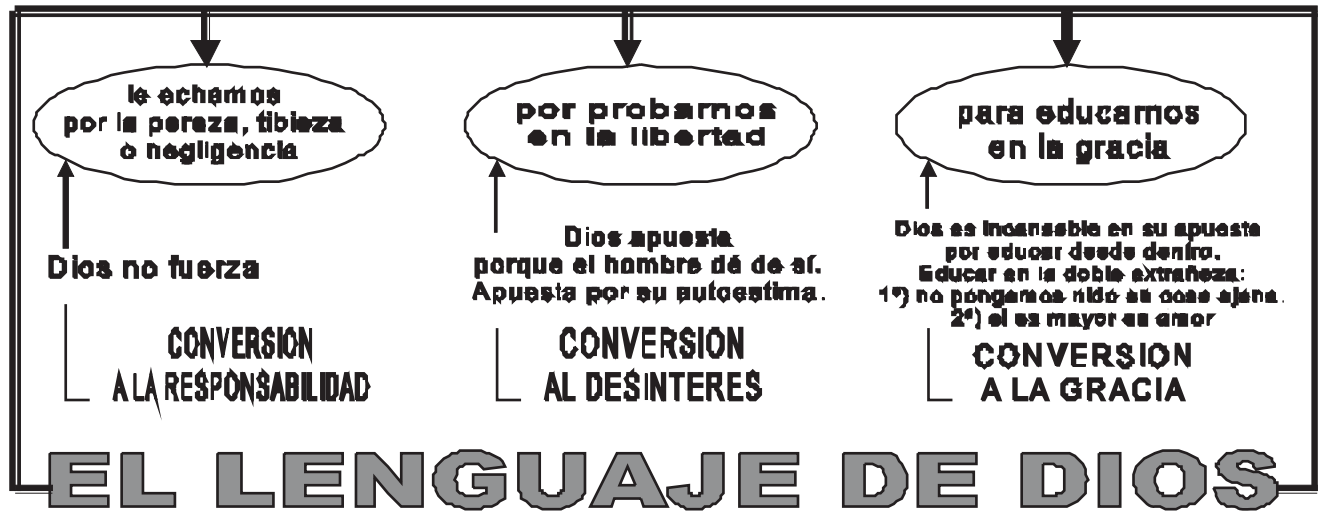 le echamos
por la pereza, tibieza
o negligencia
Dios no fuerza
CONVERSION
A LA RESPONSABILIDAD
por probarnos
en la libertad
Dios apuesta
porque el hombre dé de sí.
Apuesta por su autoestima.
CONVERSION
AL DESINTERES
para educarnos
en la gracia
Dios es incansable en su apuesta
por educar desde dentro.
Educar en la doble extrañeza:
1º) no pongamos nido en cosa ajena.
2º) el es mayor en amor
CONVERSION
A LA GRACIA
EL LENGUAJE DE DIOS